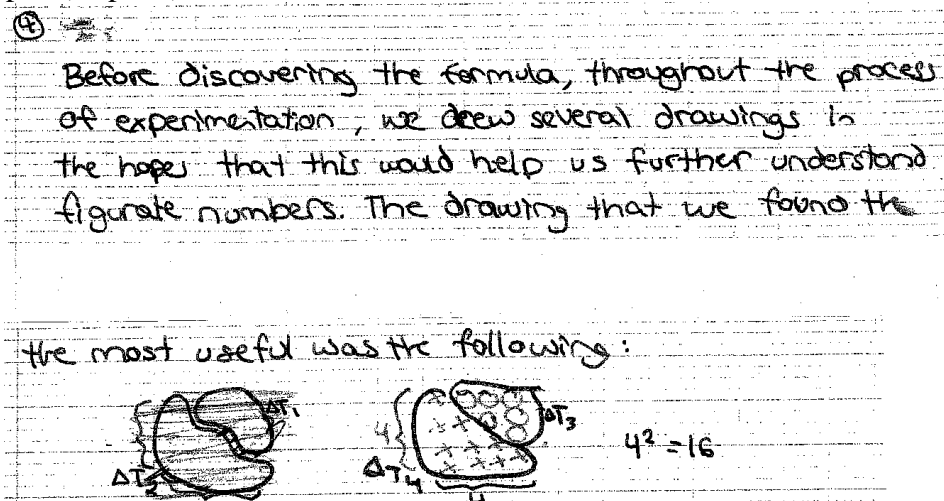 ④
Before discovering the formula, throughout the process
of experimentation, we drew several drawings in
the hopes that this would help us further understand
figurate numbers. The drawing that we found the
the most useful was the following:
ΔT₁
ΔT₂
4
ΔT₃
ΔT₄
4
4² = 16